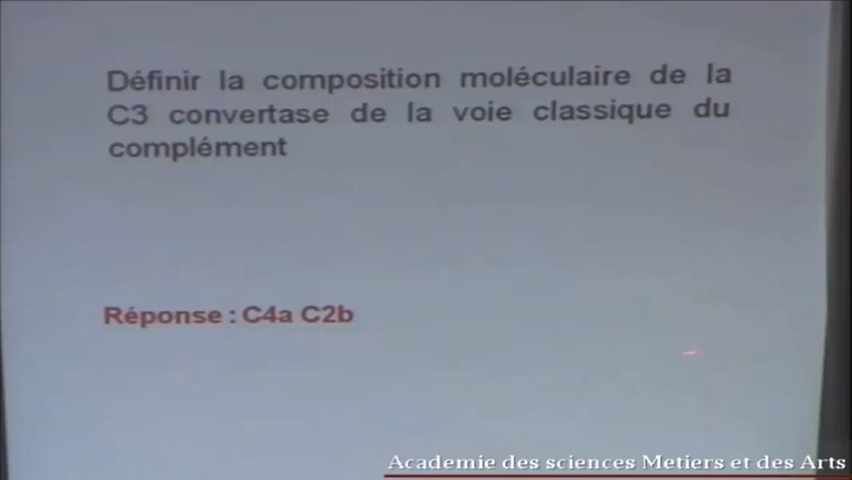 Définir la composition moléculaire de la
C3 convertase de la voie classique du
complément
Réponse : C4a C2b
Academie des sciences Metiers et des Arts